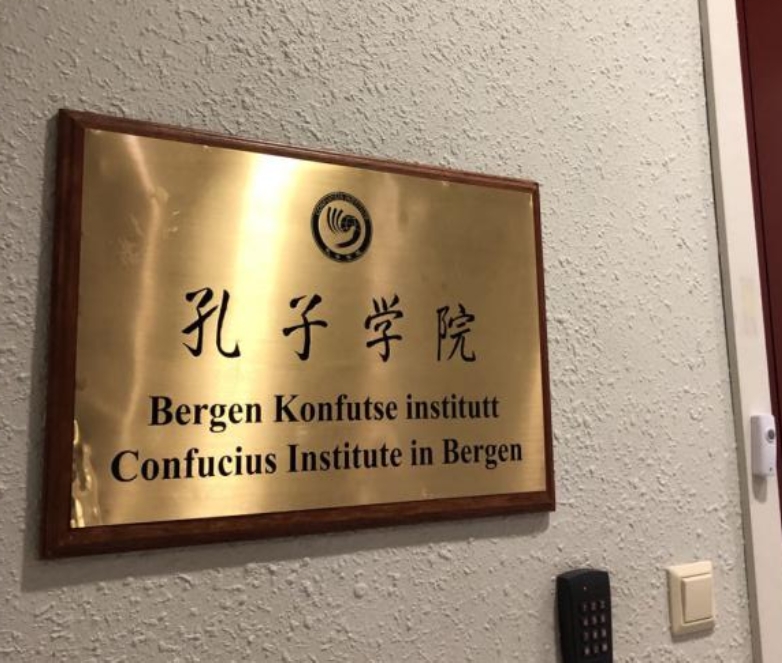 孔子学院
Bergen Konfutse institutt
Confucius Institute in Bergen